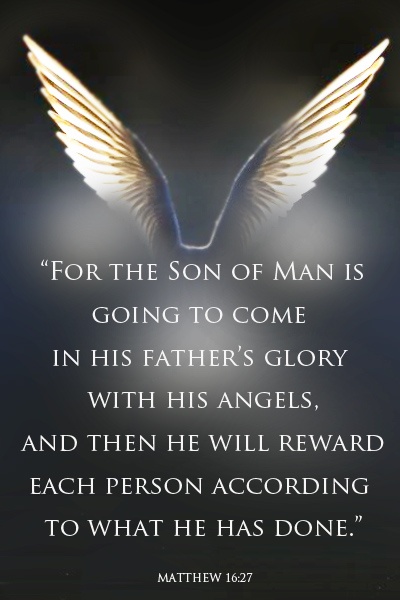 “For the Son of Man is
going to come
in his Father’s glory
with his angels,
and then he will reward
each person according
to what he has done.”
Matthew 16:27